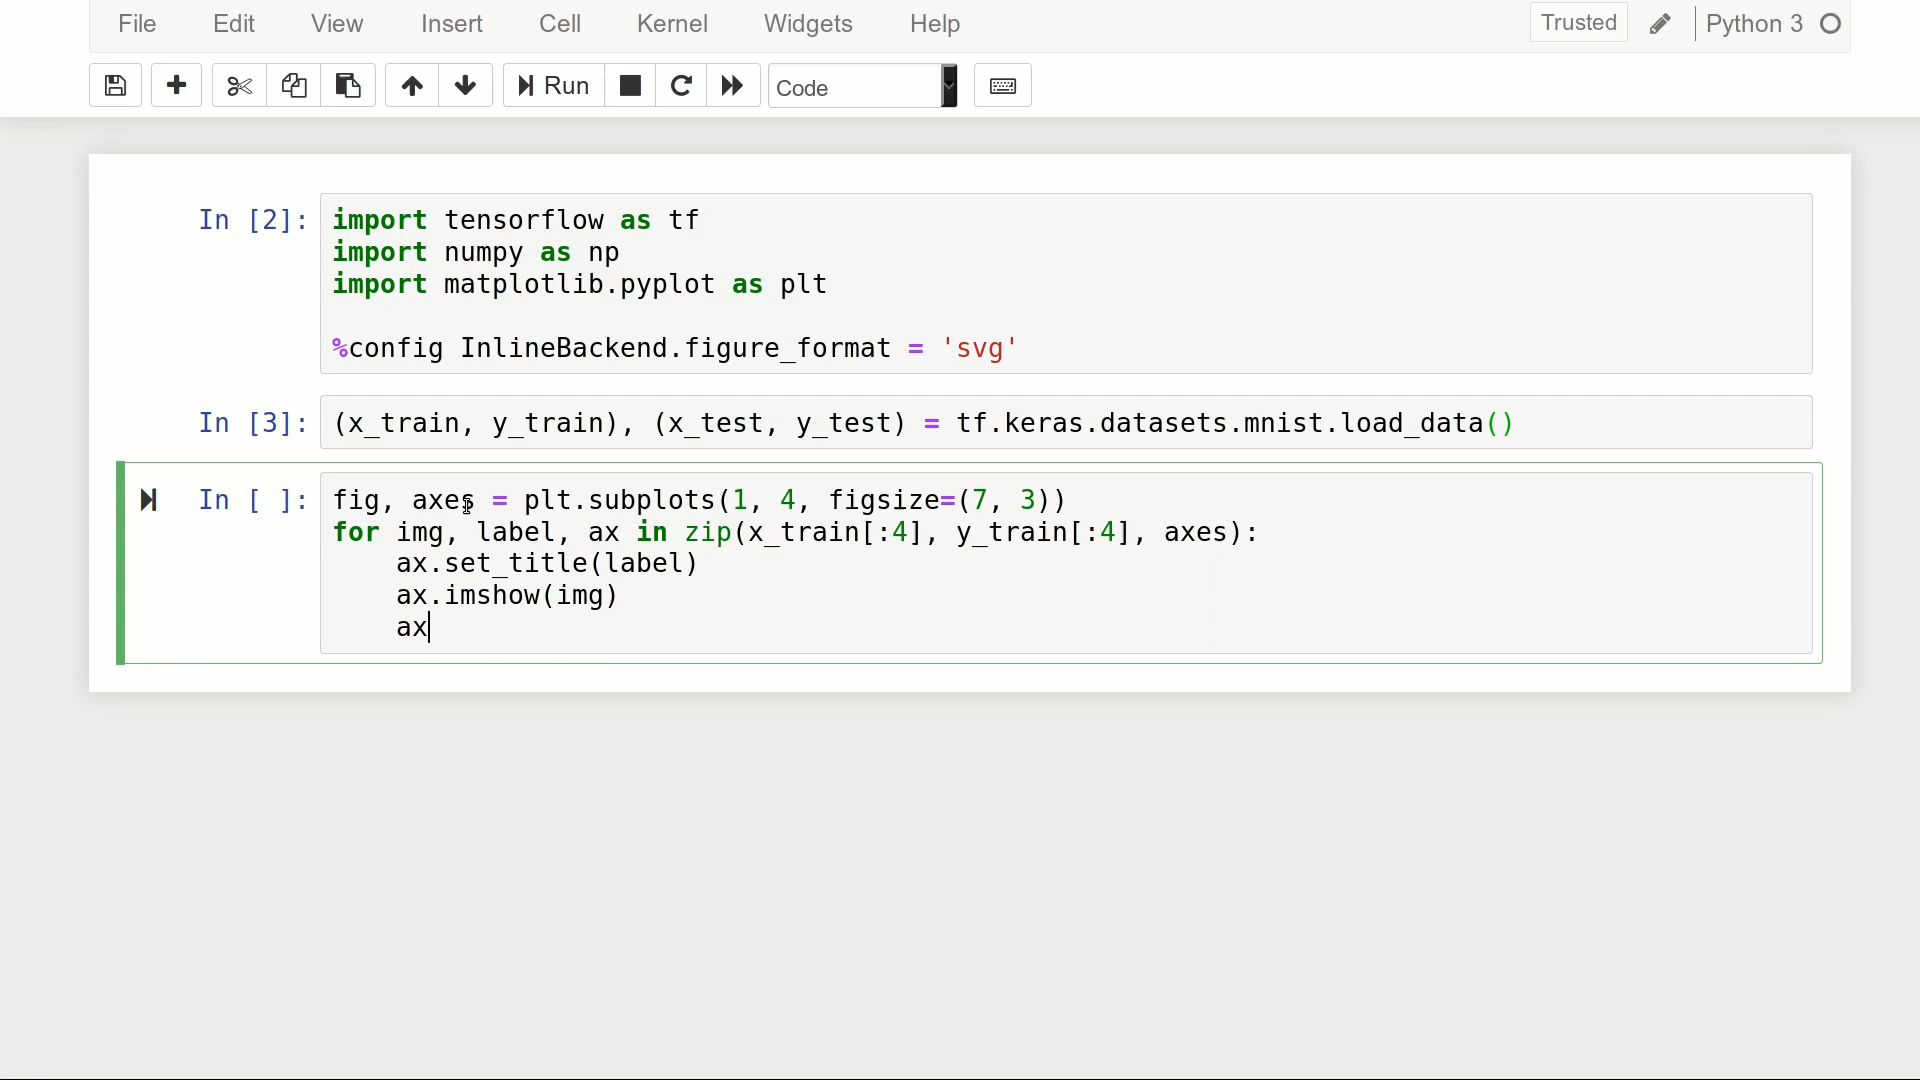 File Edit View Insert Cell Kernel Widgets Help Trusted Python 3
Run Code
In [2]: import tensorflow as tf
import numpy as np
import matplotlib.pyplot as plt
%config InlineBackend.figure_format = 'svg'
In [3]: (x_train, y_train), (x_test, y_test) = tf.keras.datasets.mnist.load_data()
In [ ]: fig, axes = plt.subplots(1, 4, figsize=(7, 3))
for img, label, ax in zip(x_train[:4], y_train[:4], axes):
    ax.set_title(label)
    ax.imshow(img)
    ax